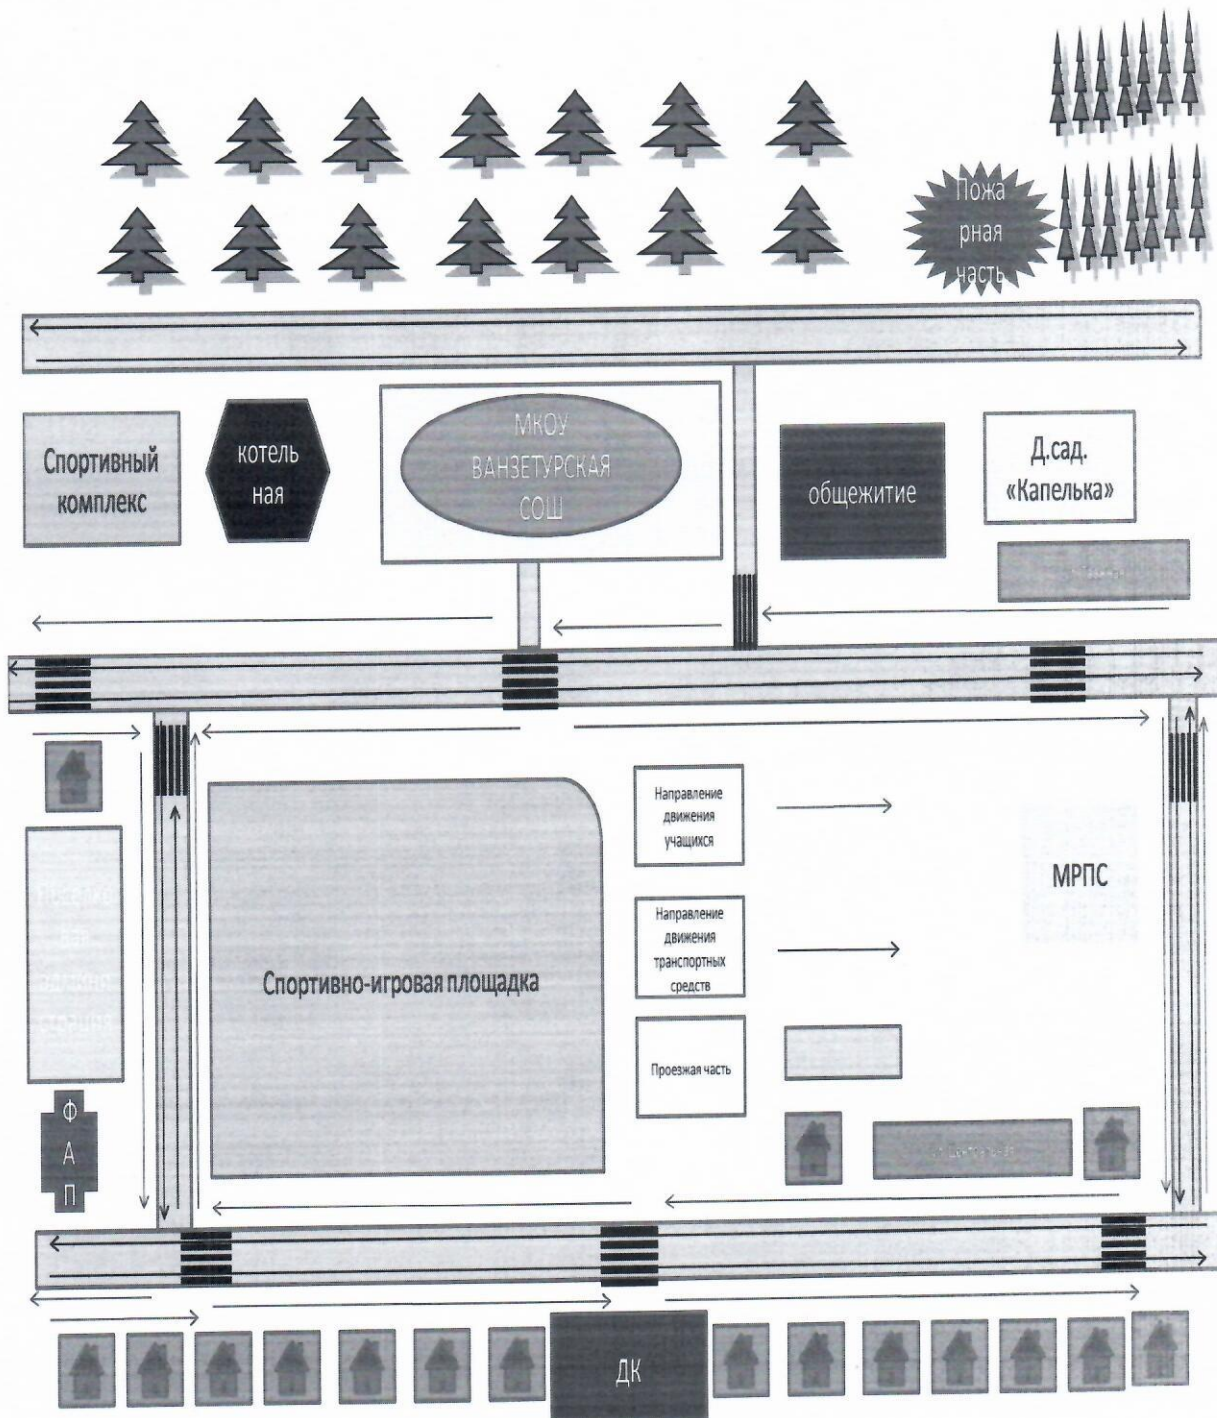 Пожа
рная
часть
Спортивный
комплекс
котель
ная
МКОУ
ВАНЗЕТУРСКАЯ
СОШ
общежитие
Д.сад.
«Капелька»
Направление
движения
учащихся
МРПС
Направление
движения
транспортных
средств
Спортивно-игровая площадка
Проезжая часть
Ф
А
П
ДК